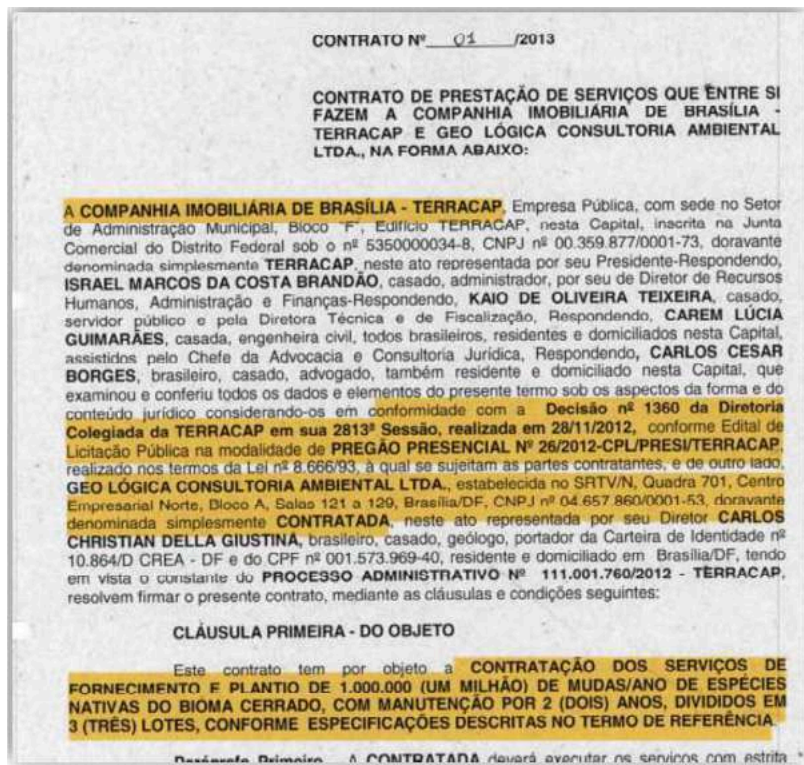 CONTRATO Nº 01 /2013
CONTRATO DE PRESTAÇÃO DE SERVIÇOS QUE ENTRE SI
FAZEM A COMPANHIA IMOBILIÁRIA DE BRASÍLIA -
TERRACAP E GEO LÓGICA CONSULTORIA AMBIENTAL
LTDA., NA FORMA ABAIXO:
A COMPANHIA IMOBILIÁRIA DE BRASÍLIA - TERRACAP, Empresa Pública, com sede no Setor
de Administração Municipal, Bloco "F", Edifício TERRACAP, nesta Capital, inscrita na Junta
Comercial do Distrito Federal sob o nº 5350000034-8, CNPJ nº 00.359.877/0001-73, doravante
denominada simplesmente TERRACAP, neste ato representada por seu Presidente-Respondendo,
ISRAEL MARCOS DA COSTA BRANDÃO, casado, administrador, por seu de Diretor de Recursos
Humanos, Administração e Finanças-Respondendo, KAIO DE OLIVEIRA TEIXEIRA, casado,
servidor público e pela Diretora Técnica e de Fiscalização, Respondendo, CAREM LÚCIA
GUIMARÃES, casada, engenheira civil, todos brasileiros, residentes e domiciliados nesta Capital,
assistidos pelo Chefe da Advocacia e Consultoria Jurídica, Respondendo, CARLOS CESAR
BORGES, brasileiro, casado, advogado, também residente e domiciliado nesta Capital, que
examinou e conferiu todos os dados e elementos do presente termo sob os aspectos da forma e do
conteúdo jurídico considerando-os em conformidade com a Decisão nº 1360 da Diretoria
Colegiada da TERRACAP em sua 2813ª Sessão, realizada em 28/11/2012, conforme Edital de
Licitação Pública na modalidade de PREGÃO PRESENCIAL Nº 26/2012-CPL/PRESI/TERRACAP,
realizado nos termos da Lei nº 8.666/93, à qual se sujeitam as partes contratantes, e de outro lado,
GEO LÓGICA CONSULTORIA AMBIENTAL LTDA., estabelecida no SRTV/N, Quadra 701, Centro
Empresarial Norte, Bloco A, Salas 121 a 129, Brasília/DF, CNPJ nº 04.657.860/0001-53, doravante
denominada simplesmente CONTRATADA, neste ato representada por seu Diretor CARLOS
CHRISTIAN DELLA GIUSTINA, brasileiro, casado, geólogo, portador da Carteira de Identidade nº
10.864/D CREA - DF e do CPF nº 001.573.969-40, residente e domiciliado em Brasília/DF, tendo
em vista o constante do PROCESSO ADMINISTRATIVO Nº 111.001.760/2012 - TERRACAP,
resolvem firmar o presente contrato, mediante as cláusulas e condições seguintes:
CLÁUSULA PRIMEIRA - DO OBJETO
Este contrato tem por objeto a CONTRATAÇÃO DOS SERVIÇOS DE
FORNECIMENTO E PLANTIO DE 1.000.000 (UM MILHÃO) DE MUDAS/ANO DE ESPÉCIES
NATIVAS DO BIOMA CERRADO, COM MANUTENÇÃO POR 2 (DOIS) ANOS, DIVIDIDOS EM
3 (TRÊS) LOTES, CONFORME ESPECIFICAÇÕES DESCRITAS NO TERMO DE REFERÊNCIA.
Parágrafo Primeiro A CONTRATADA deverá executar os serviços com estrita